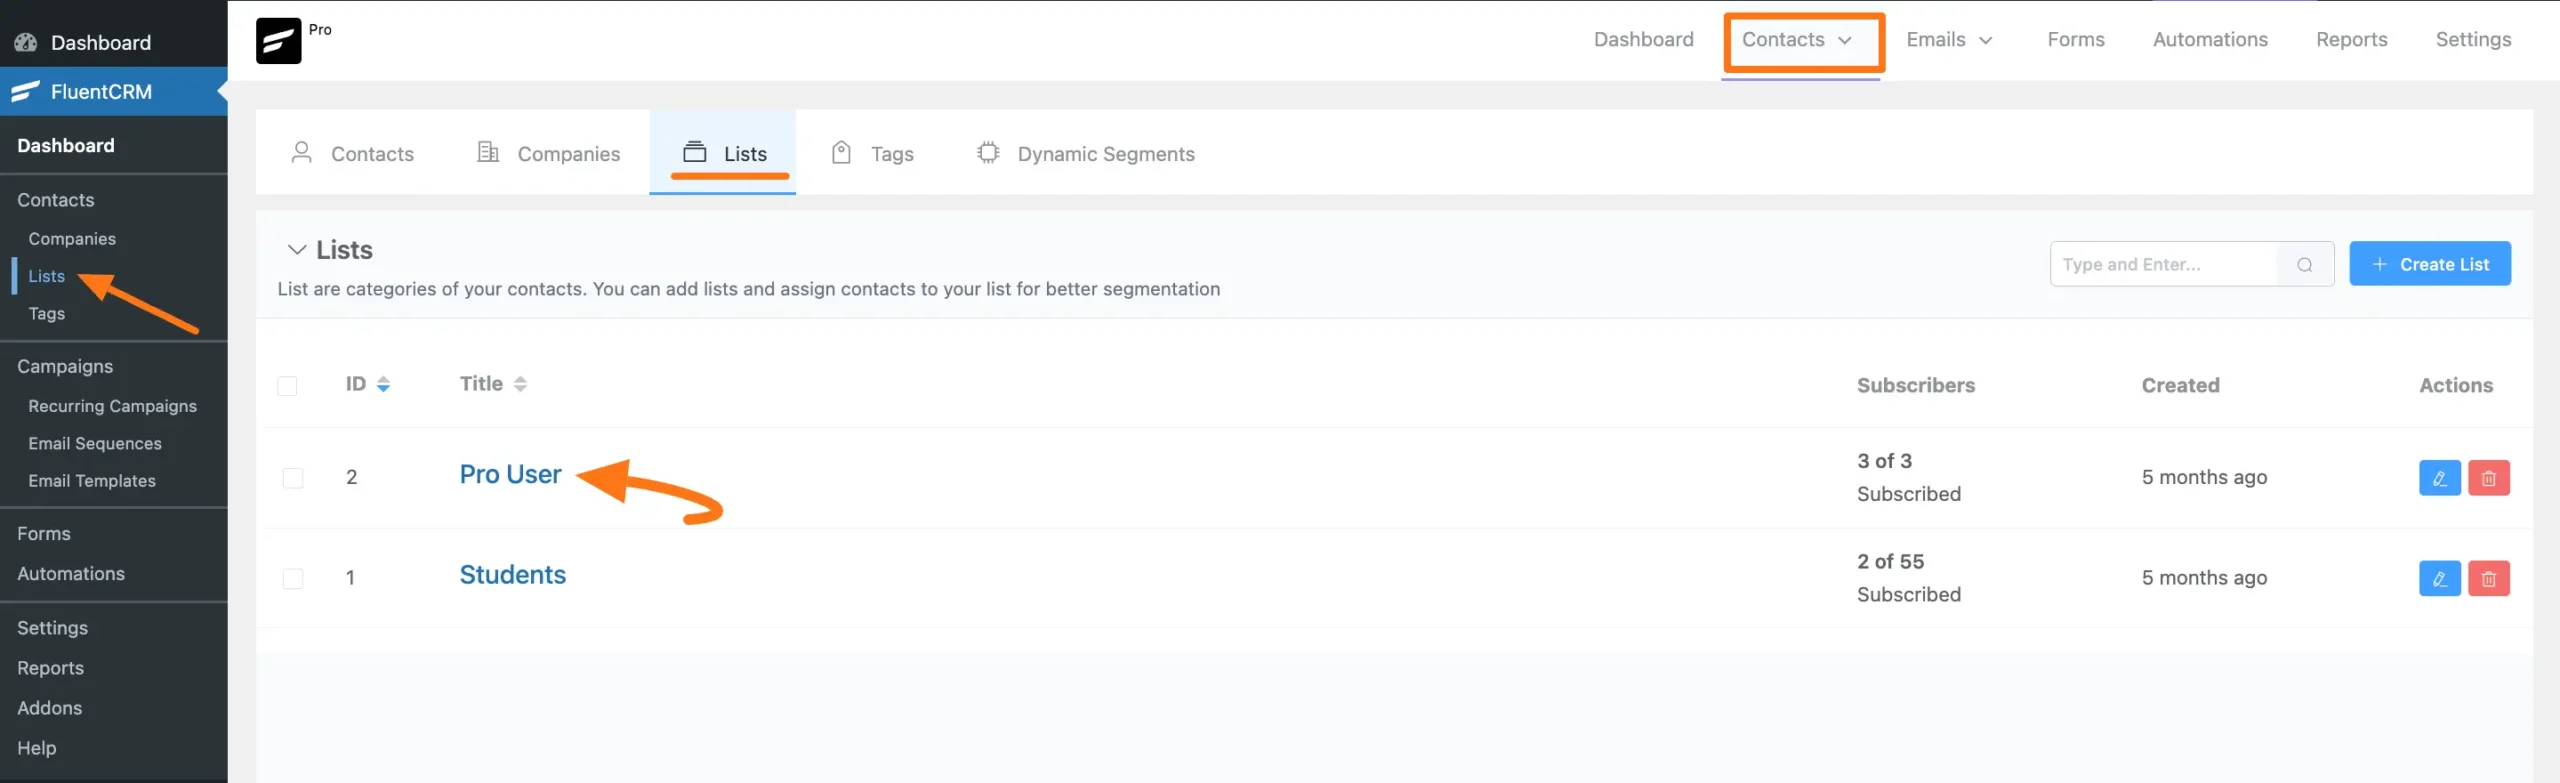 Dashboard
FluentCRM
Dashboard
Contacts
Companies
Lists
Tags
Campaigns
Recurring Campaigns
Email Sequences
Email Templates
Forms
Automations
Settings
Reports
Addons
Help
Pro
Dashboard Contacts Emails Forms Automations Reports Settings
Contacts Companies Lists Tags Dynamic Segments
Lists
List are categories of your contacts. You can add lists and assign contacts to your list for better segmentation
Type and Enter...
+ Create List
ID Title Subscribers Created Actions
2 Pro User 3 of 3 5 months ago
Subscribed
1 Students 2 of 55 5 months ago
Subscribed